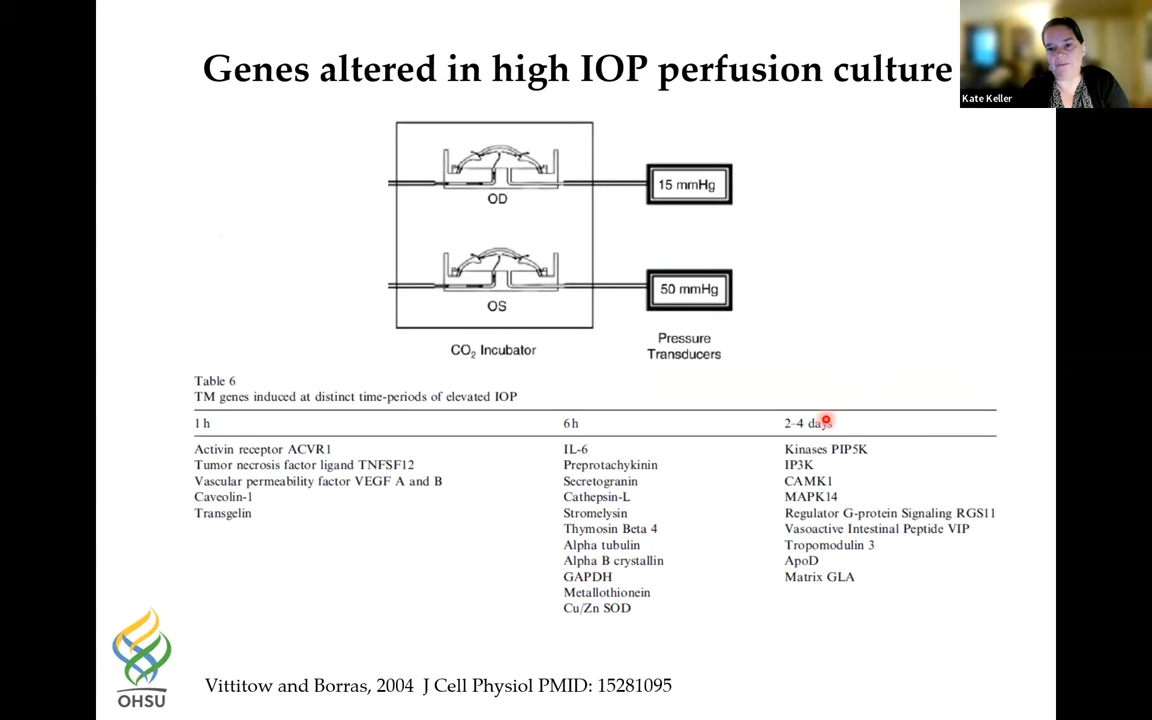 Genes altered in high IOP perfusion culture
Kate Keller
OD
15 mmHg
OS
50 mmHg
CO₂ Incubator
Pressure
Transducers
Table 6
TM genes induced at distinct time-periods of elevated IOP
1 h 6 h 2–4 days
Activin receptor ACVR1 IL-6 Kinases PIP5K
Tumor necrosis factor ligand TNFSF12 Preprotachykinin IP3K
Vascular permeability factor VEGF A and B Secretogranin CAMK1
Caveolin-1 Cathepsin-L MAPK14
Transgelin Stromelysin Regulator G-protein Signaling RGS11
Thymosin Beta 4 Vasoactive Intestinal Peptide VIP
Alpha tubulin Tropomodulin 3
Alpha B crystallin ApoD
GAPDH Matrix GLA
Metallothionein
Cu/Zn SOD
OHSU
Vittitow and Borras, 2004 J Cell Physiol PMID: 15281095